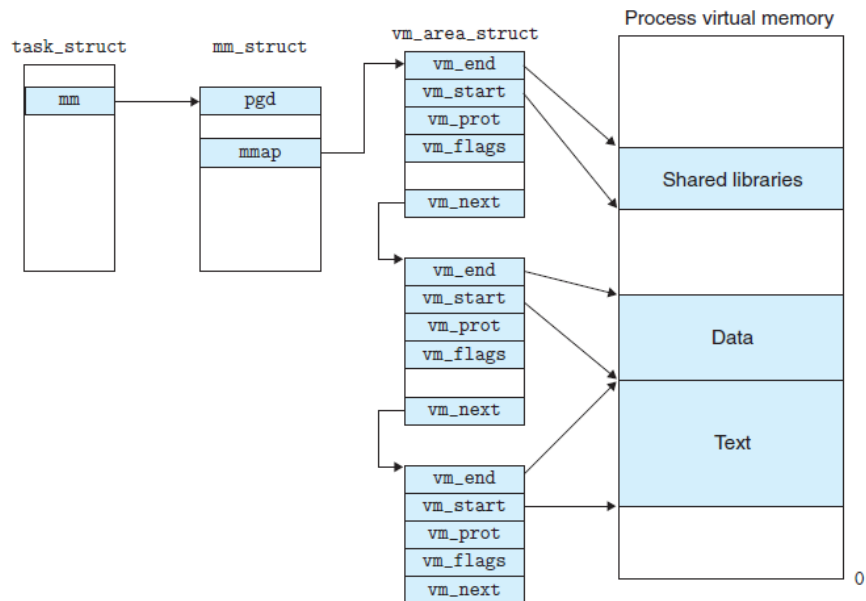 Process virtual memory
task_struct
mm_struct
vm_area_struct
mm
pgd
mmap
vm_end
vm_start
vm_prot
vm_flags
vm_next
vm_end
vm_start
vm_prot
vm_flags
vm_next
vm_end
vm_start
vm_prot
vm_flags
vm_next
Shared libraries
Data
Text
0